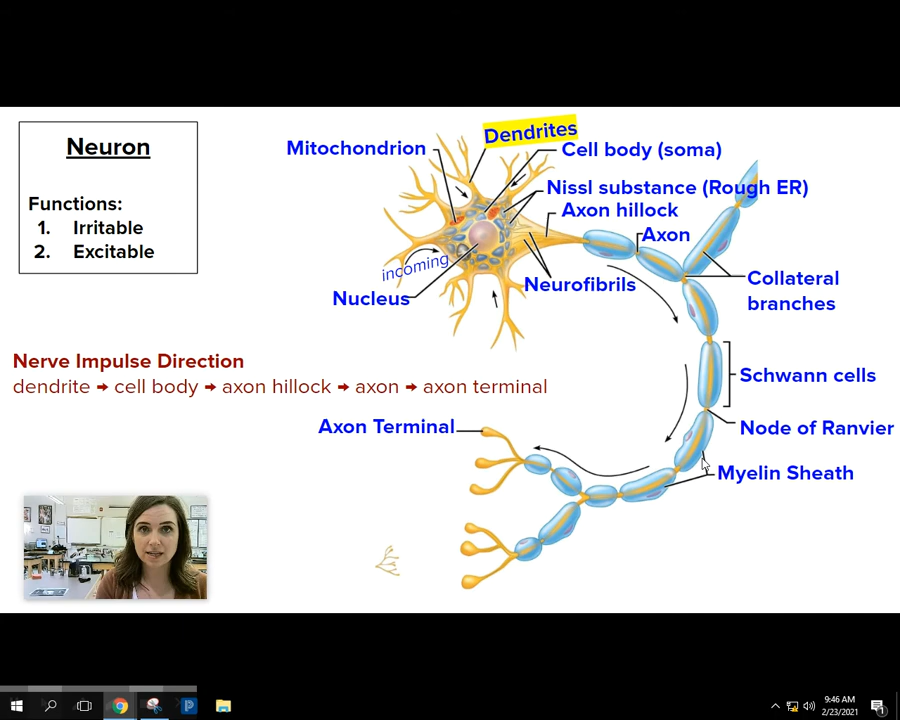 Neuron
Functions:
1. Irritable
2. Excitable
Mitochondrion
Dendrites
Cell body (soma)
Nissl substance (Rough ER)
Axon hillock
Axon
incoming
Neurofibrils
Nucleus
Collateral
branches
Nerve Impulse Direction
dendrite → cell body → axon hillock → axon → axon terminal
Schwann cells
Axon Terminal
Node of Ranvier
Myelin Sheath
9:46 AM
2/23/2021